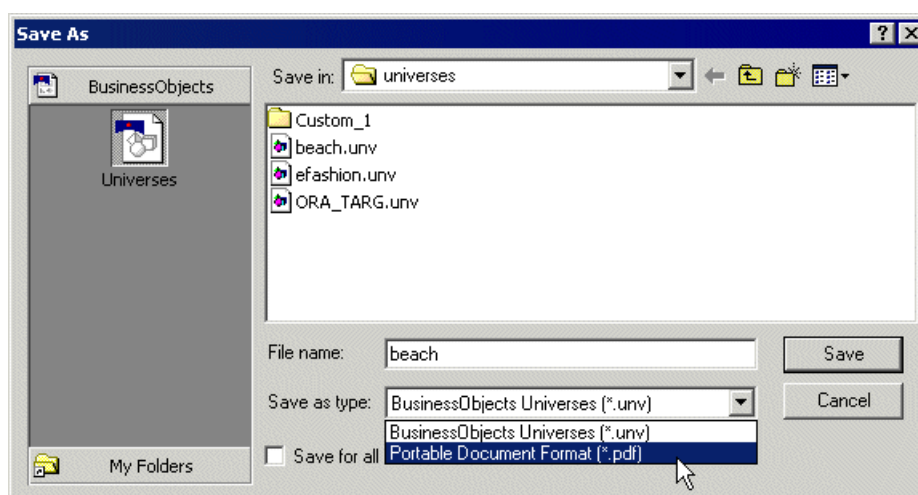 Save As
BusinessObjects
Save in: universes
Universes
Custom_1
beach.unv
efashion.unv
ORA_TARG.unv
File name: beach Save
Save as type: BusinessObjects Universes (*.unv) Cancel
BusinessObjects Universes (*.unv)
Save for all Portable Document Format (*.pdf)
My Folders